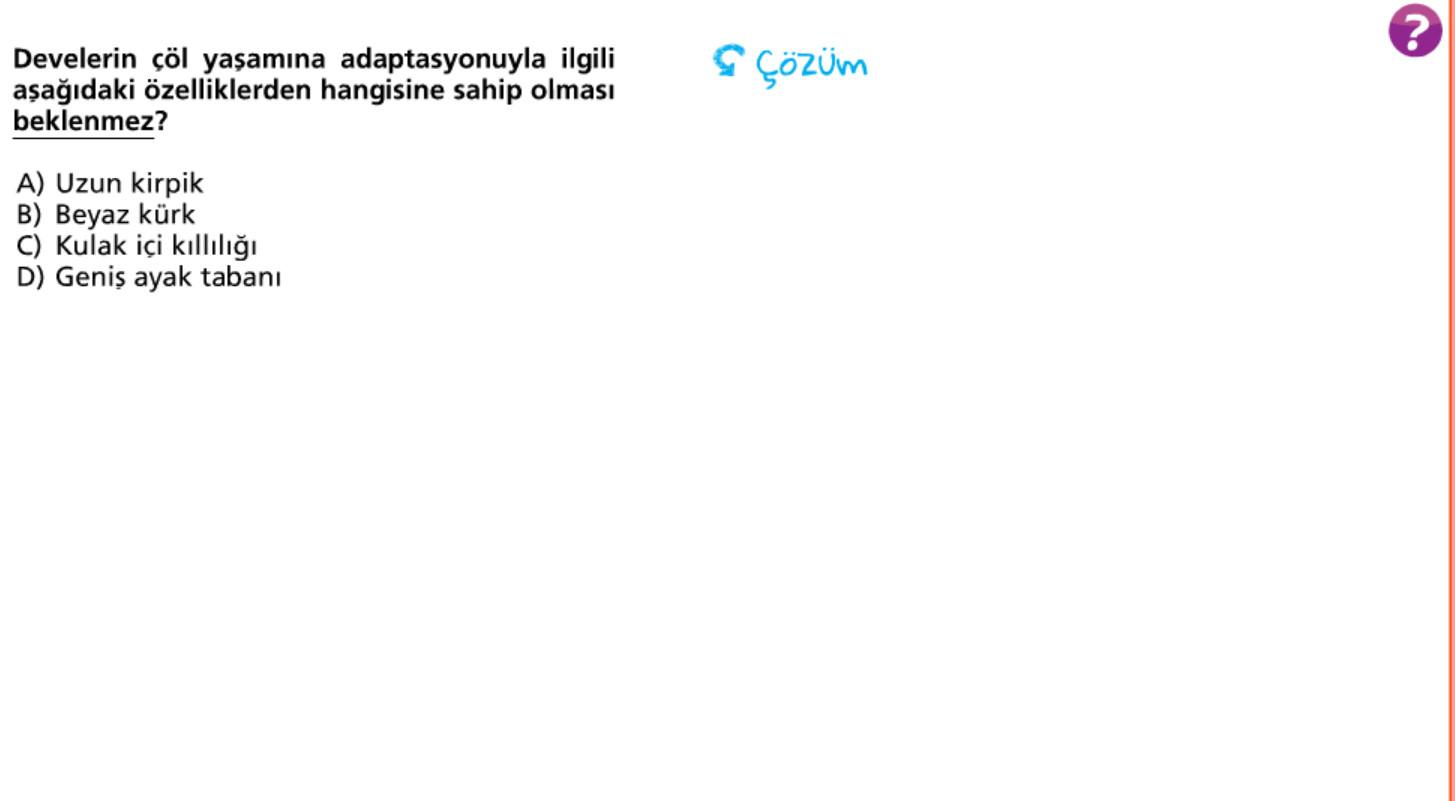 Develerin çöl yaşamına adaptasyonuyla ilgili
aşağıdaki özelliklerden hangisine sahip olması
beklenmez?
A) Uzun kirpik
B) Beyaz kürk
C) Kulak içi kıllılığı
D) Geniş ayak tabanı
Çözüm
?